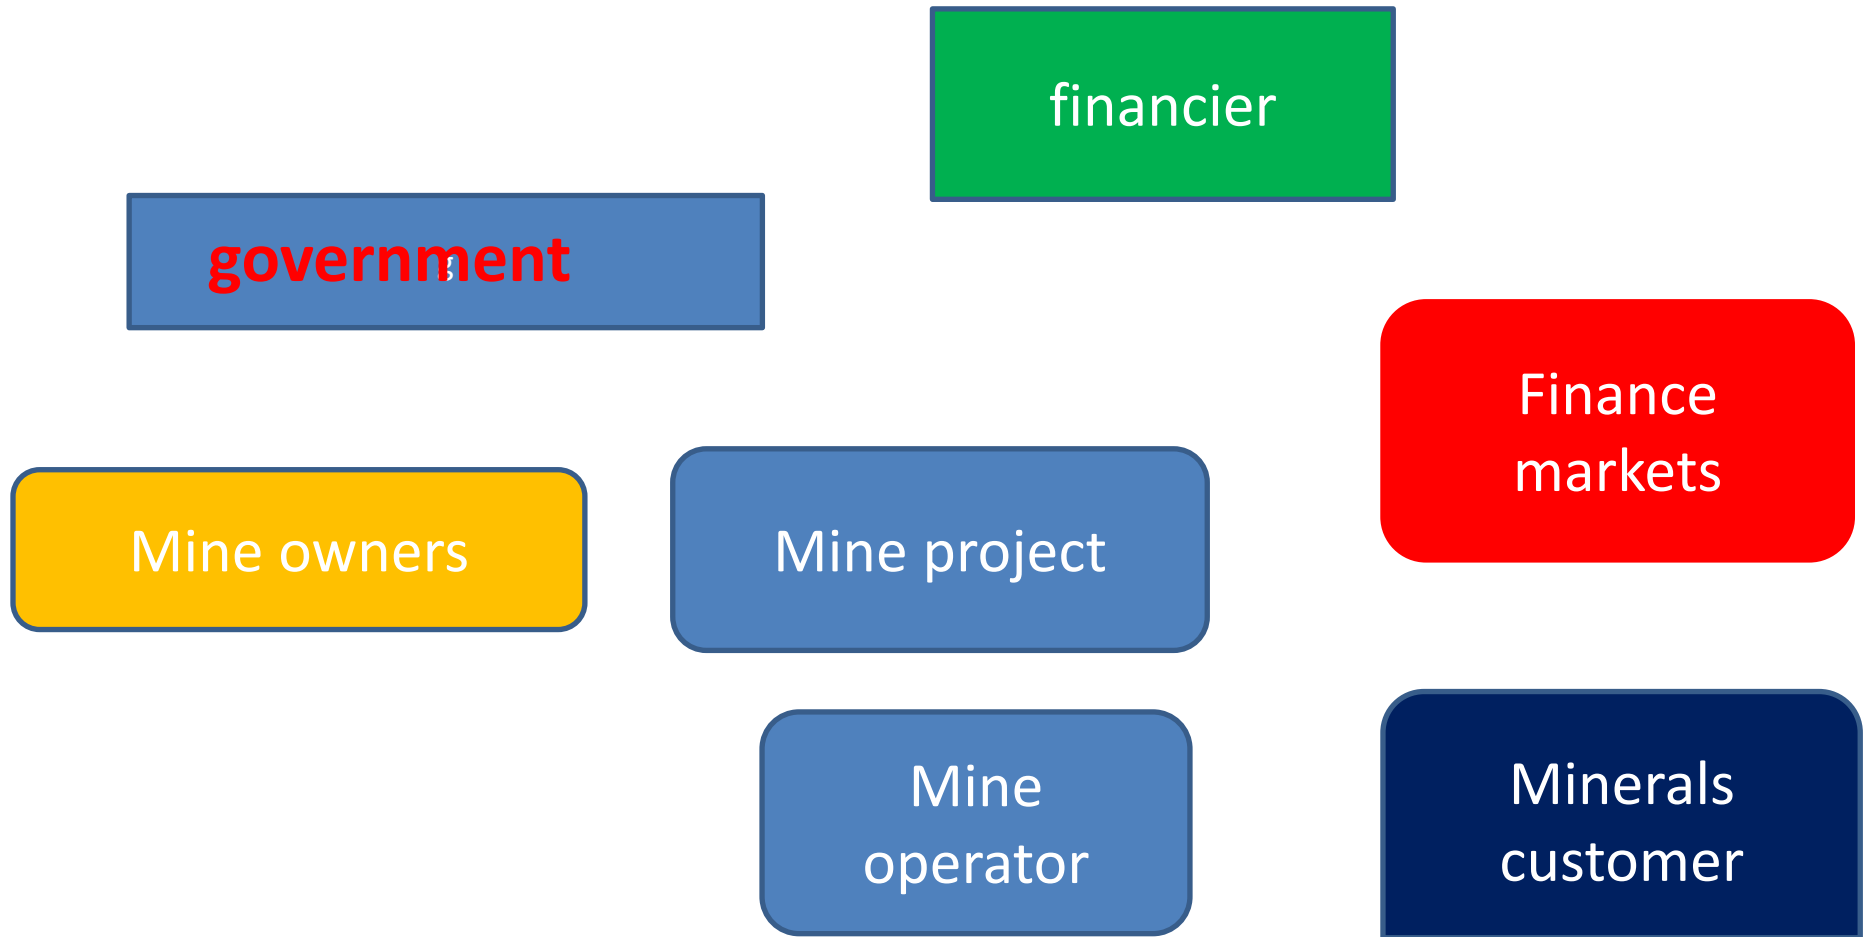 financier
government
g
Finance
markets
Mine owners
Mine project
Mine
operator
Minerals
customer